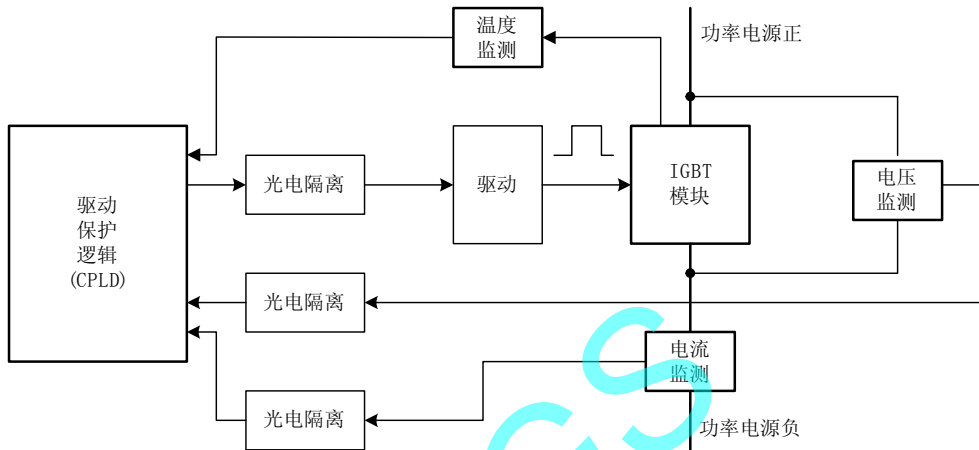 温度
监测
功率电源正
光电隔离
驱动
IGBT
模块
电压
监测
驱动
保护
逻辑
(CPLD)
光电隔离
电流
监测
光电隔离
功率电源负
GS